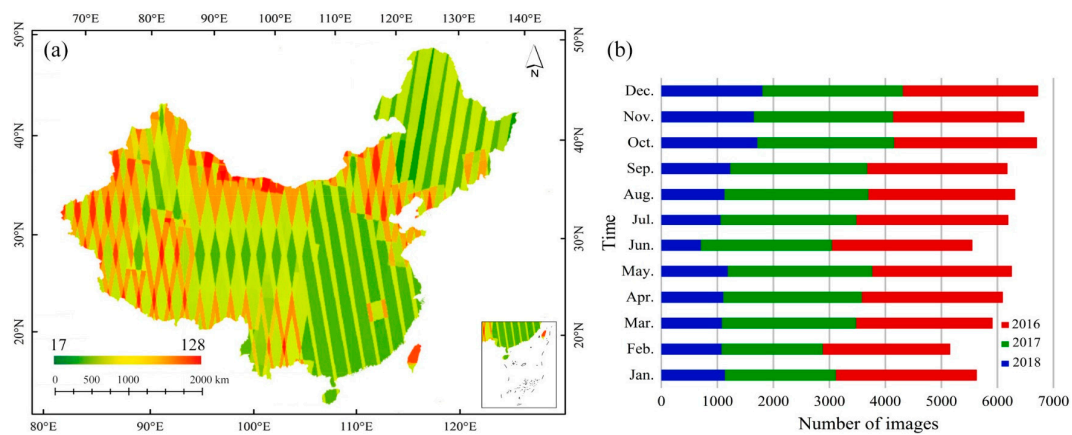 70°E 80°E 90°E 100°E 110°E 120°E 130°E 140°E
(a)
N
50°N 40°N 30°N 20°N
50°N 40°N 30°N 20°N
17 128
0 500 1000 2000 km
80°E 90°E 100°E 110°E 120°E
(b)
Time
Dec.
Nov.
Oct.
Sep.
Aug.
Jul.
Jun.
May.
Apr.
Mar.
Feb.
Jan.
2016
2017
2018
0 1000 2000 3000 4000 5000 6000 7000
Number of images